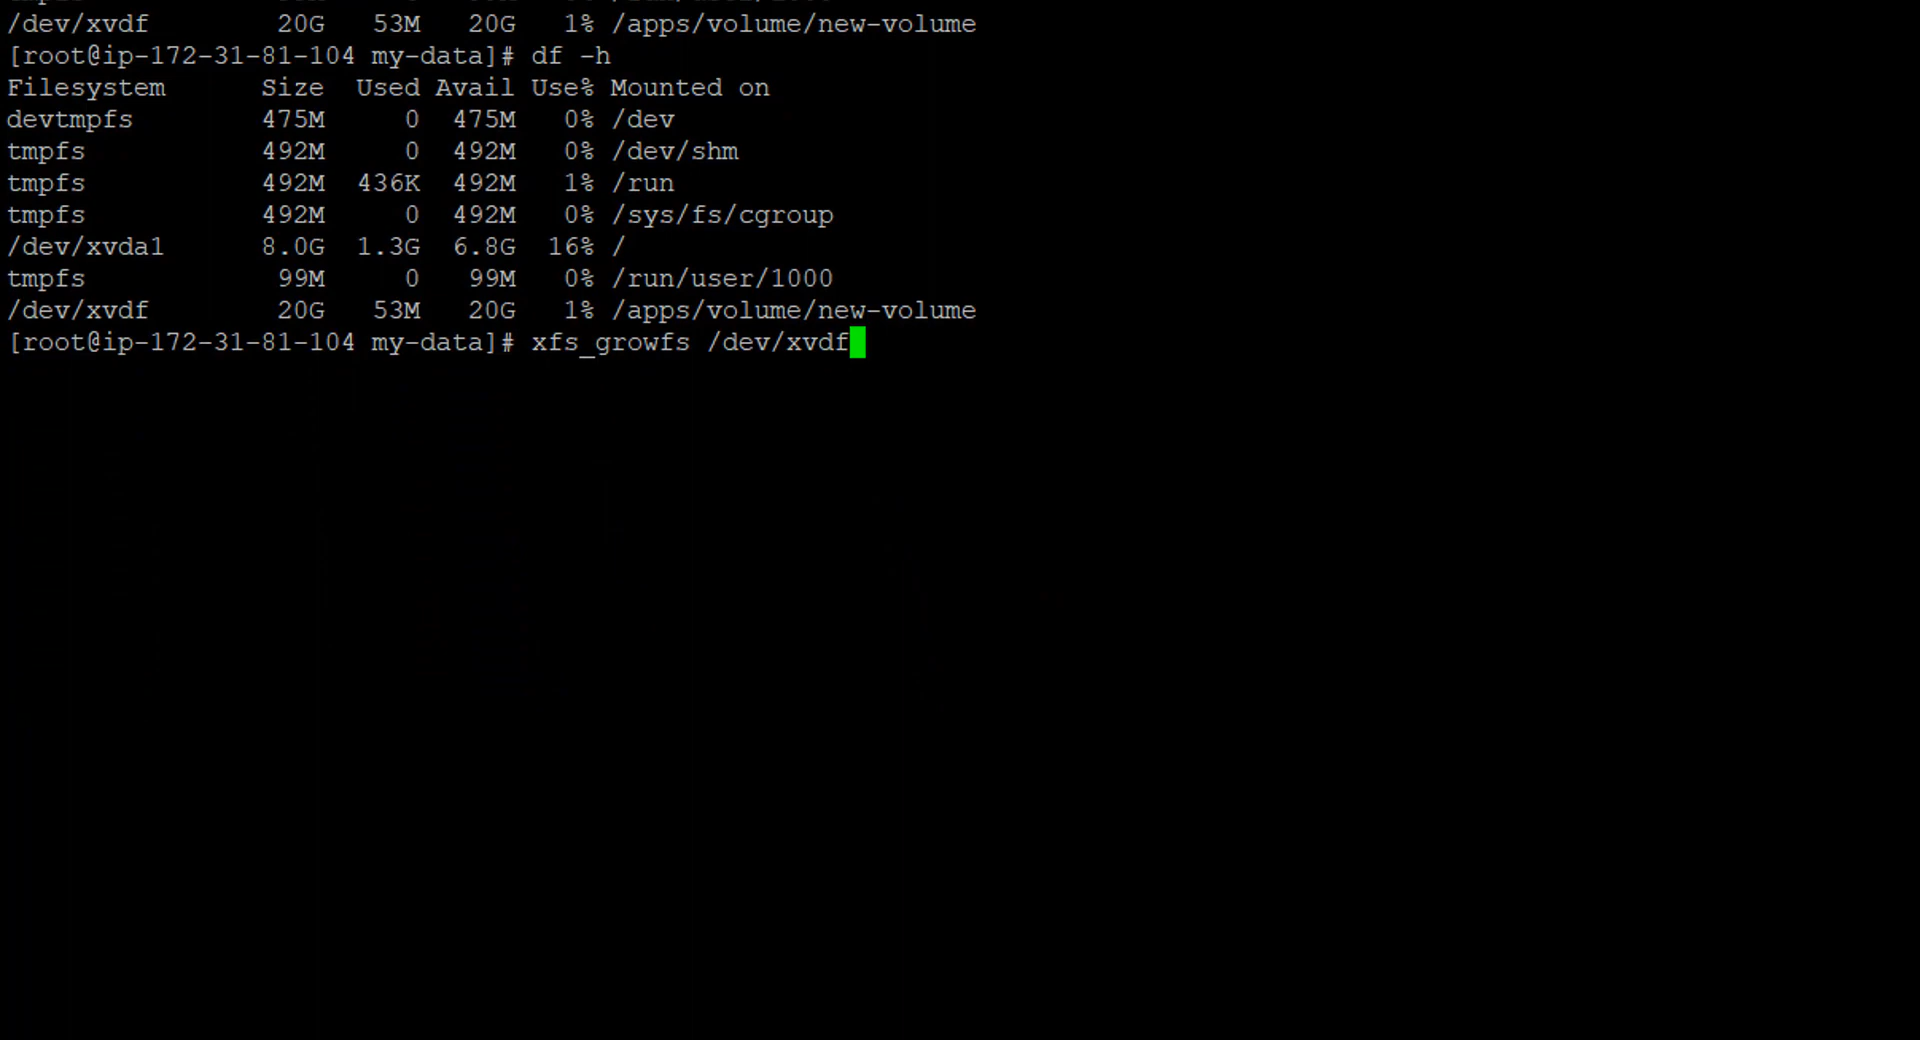 /dev/xvdf        20G   53M   20G   1% /apps/volume/new-volume
[root@ip-172-31-81-104 my-data]# df -h
Filesystem      Size  Used Avail Use% Mounted on
devtmpfs        475M     0  475M   0% /dev
tmpfs           492M     0  492M   0% /dev/shm
tmpfs           492M  436K  492M   1% /run
tmpfs           492M     0  492M   0% /sys/fs/cgroup
/dev/xvda1      8.0G  1.3G  6.8G  16% /
tmpfs            99M     0   99M   0% /run/user/1000
/dev/xvdf        20G   53M   20G   1% /apps/volume/new-volume
[root@ip-172-31-81-104 my-data]# xfs_growfs /dev/xvdf